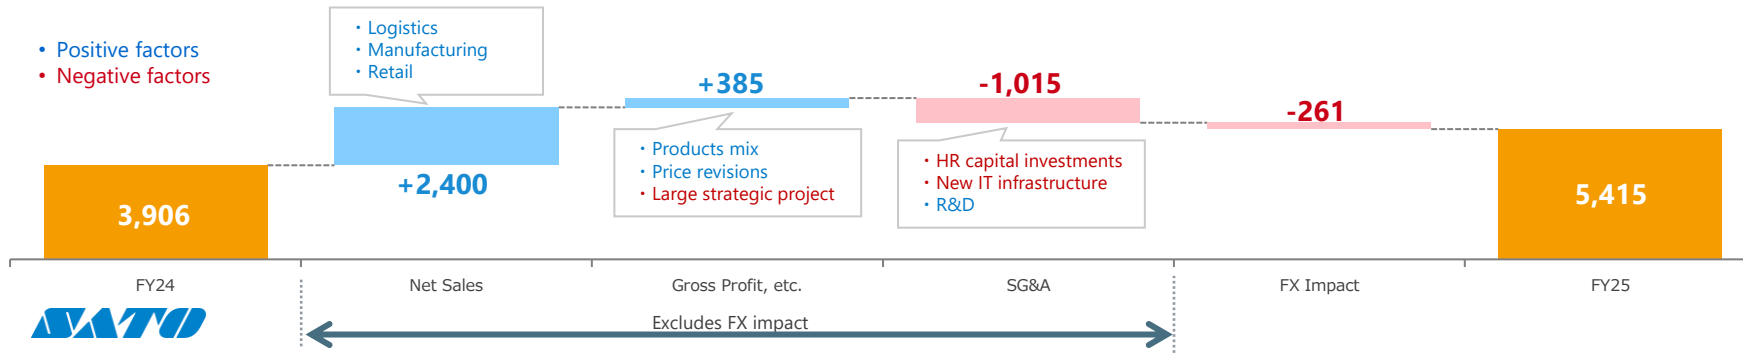 • Positive factors
• Negative factors
・Logistics
・Manufacturing
・Retail
+2,400
+385
・Products mix
・Price revisions
・Large strategic project
-1,015
・HR capital investments
・New IT infrastructure
・R&D
-261
3,906
5,415
FY24
Net Sales
Gross Profit, etc.
SG&A
FX Impact
FY25
Excludes FX impact
SATO